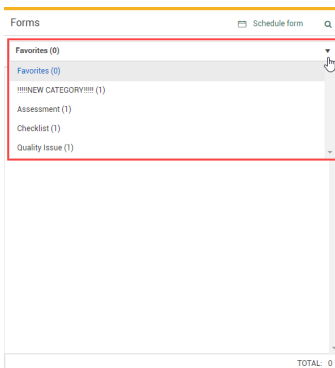 Forms
Schedule form
Favorites (0)
Favorites (0)
!!!!!NEW CATEGORY!!!!! (1)
Assessment (1)
Checklist (1)
Quality Issue (1)
TOTAL: 0